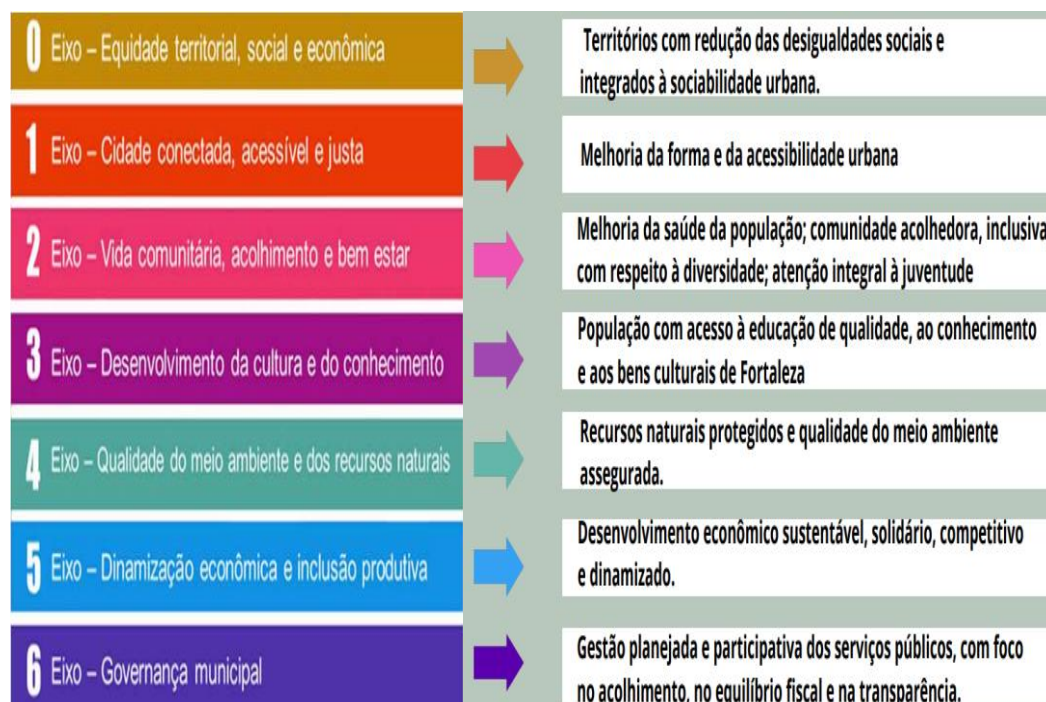 0 Eixo – Equidade territorial, social e econômica
Territórios com redução das desigualdades sociais e
integrados à sociabilidade urbana.
1 Eixo – Cidade conectada, acessível e justa
Melhoria da forma e da acessibilidade urbana
2 Eixo – Vida comunitária, acolhimento e bem estar
Melhoria da saúde da população; comunidade acolhedora, inclusiva
com respeito à diversidade; atenção integral à juventude
3 Eixo – Desenvolvimento da cultura e do conhecimento
População com acesso à educação de qualidade, ao conhecimento
e aos bens culturais de Fortaleza
4 Eixo – Qualidade do meio ambiente e dos recursos naturais
Recursos naturais protegidos e qualidade do meio ambiente
assegurada.
5 Eixo – Dinamização econômica e inclusão produtiva
Desenvolvimento econômico sustentável, solidário, competitivo
e dinamizado.
6 Eixo – Governança municipal
Gestão planejada e participativa dos serviços públicos, com foco
no acolhimento, no equilíbrio fiscal e na transparência.